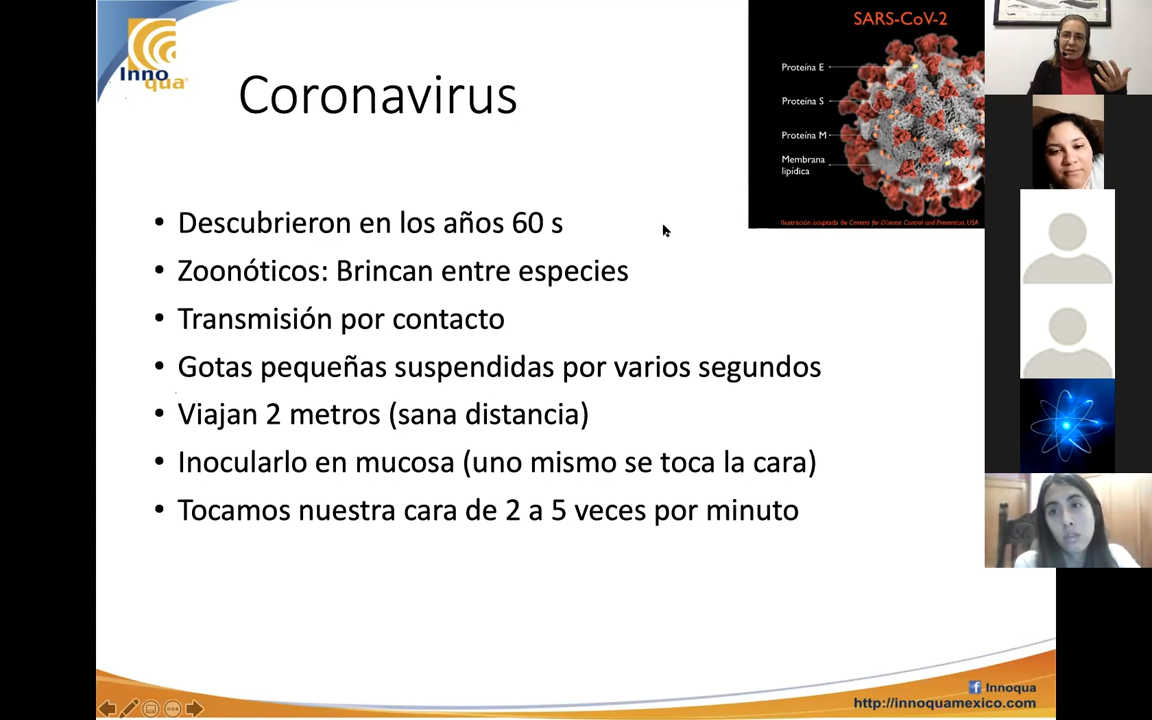 Inno
qua
Coronavirus
SARS-CoV-2
Proteína E
Proteína S
Proteína M
Membrana
lipídica
Ilustración adaptada de Centers for Disease Control and Prevention, USA
• Descubrieron en los años 60 s
• Zoonóticos: Brincan entre especies
• Transmisión por contacto
• Gotas pequeñas suspendidas por varios segundos
• Viajan 2 metros (sana distancia)
• Inocularlo en mucosa (uno mismo se toca la cara)
• Tocamos nuestra cara de 2 a 5 veces por minuto
Innoqua
http://innoquamexico.com